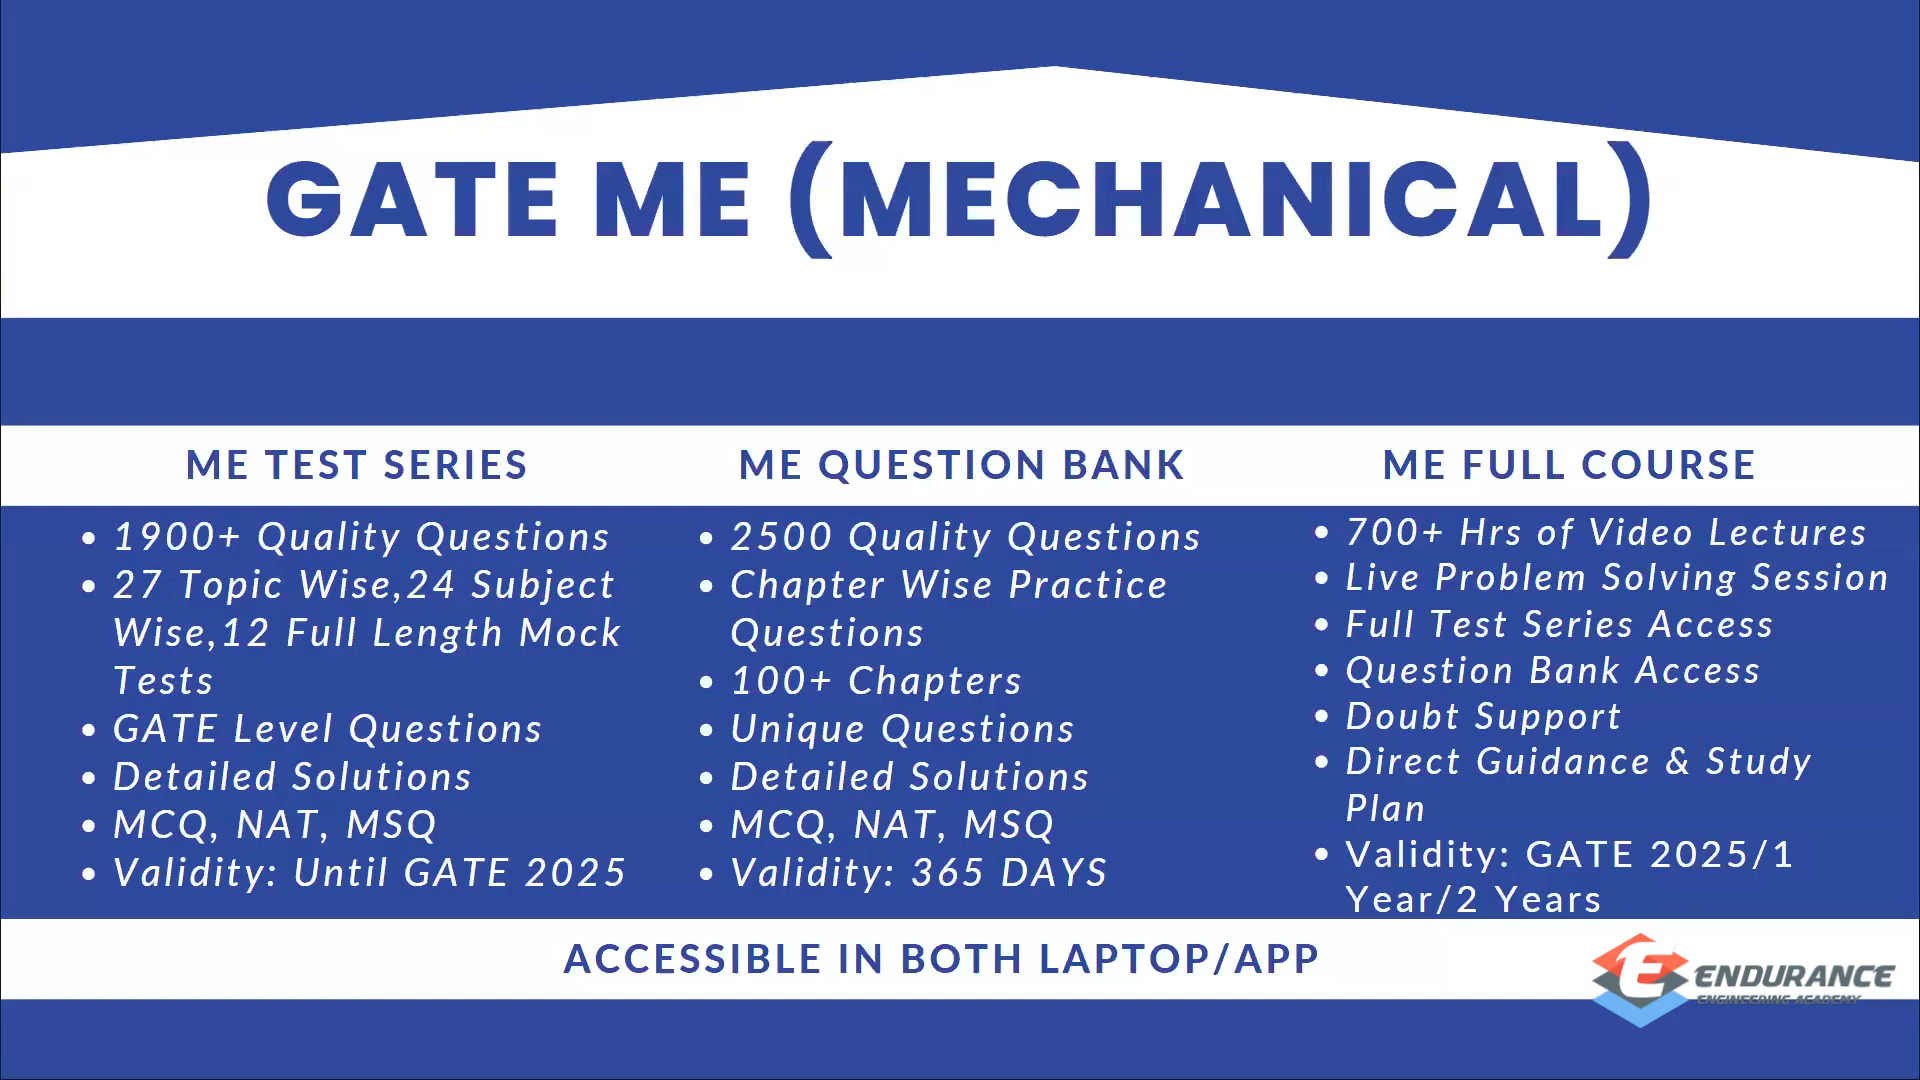 GATE ME (MECHANICAL)
ME TEST SERIES
• 1900+ Quality Questions
• 27 Topic Wise,24 Subject
Wise,12 Full Length Mock
Tests
• GATE Level Questions
• Detailed Solutions
• MCQ, NAT, MSQ
• Validity: Until GATE 2025
ME QUESTION BANK
• 2500 Quality Questions
• Chapter Wise Practice
Questions
• 100+ Chapters
• Unique Questions
• Detailed Solutions
• MCQ, NAT, MSQ
• Validity: 365 DAYS
ME FULL COURSE
• 700+ Hrs of Video Lectures
• Live Problem Solving Session
• Full Test Series Access
• Question Bank Access
• Doubt Support
• Direct Guidance & Study
Plan
• Validity: GATE 2025/1
Year/2 Years
ACCESSIBLE IN BOTH LAPTOP/APP
E ENDURANCE
ENGINEERING ACADEMY